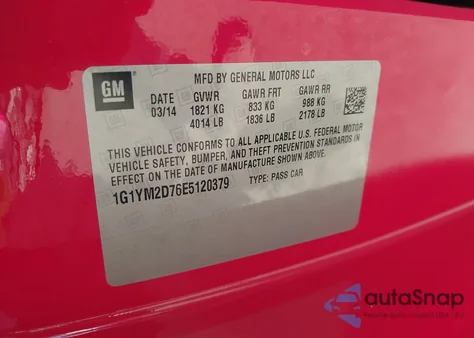 GM
MFD BY GENERAL MOTORS LLC
DATE GVWR GAWR FRT GAWR RR
03/14 1821 KG 833 KG 988 KG
4014 LB 1836 LB 2178 LB
THIS VEHICLE CONFORMS TO ALL APPLICABLE U.S. FEDERAL MOTOR
VEHICLE SAFETY, BUMPER, AND THEFT PREVENTION STANDARDS IN
EFFECT ON THE DATE OF MANUFACTURE SHOWN ABOVE.
1G1YM2D76E5120379 TYPE: PASS CAR
autoSnap